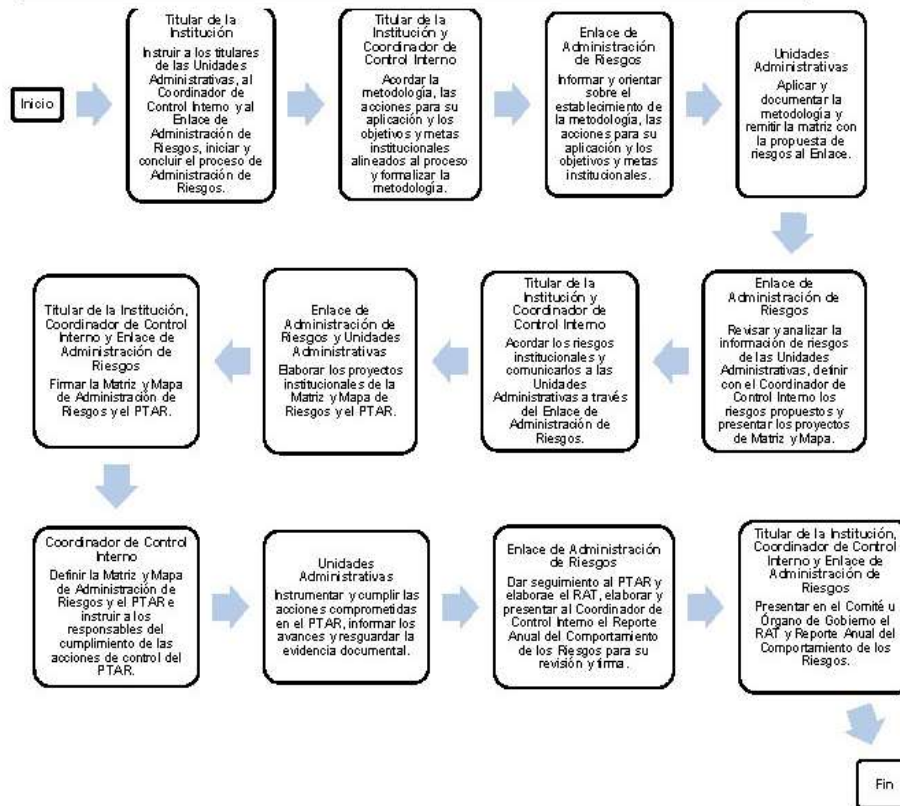 Inicio
Titular de la
Institución
Instruir a los titulares
de las Unidades
Administrativas, al
Coordinador de
Control Interno y al
Enlace de
Administración de
Riesgos, iniciar y
concluir el proceso de
Administración de
Riesgos.
Titular de la
Institución y
Coordinador de
Control Interno
Acordar la
metodología, las
acciones para su
aplicación y los
objetivos y metas
institucionales
alineados al proceso
y formalizar la
metodología.
Enlace de
Administración de
Riesgos
Informar y orientar
sobre el
establecimiento de
la metodología, las
acciones para su
aplicación y los
objetivos y metas
institucionales.
Unidades
Administrativas
Aplicar y
documentar la
metodología y
remitir la matriz con
la propuesta de
riesgos al Enlace.
Enlace de
Administración de
Riesgos
Revisar y analizar la
información de riesgos
de las Unidades
Administrativas, definir
con el Coordinador de
Control Interno los
riesgos propuestos y
presentar los proyectos
de Matriz y Mapa.
Titular de la
Institución y
Coordinador de
Control Interno
Acordar los riesgos
institucionales y
comunicarlos a las
Unidades
Administrativas a través
del Enlace de
Administración de
Riesgos.
Enlace de
Administración de
Riesgos y Unidades
Administrativas
Elaborar los proyectos
institucionales de la
Matriz y Mapa de
Riesgos y el PTAR.
Titular de la Institución,
Coordinador de Control
Interno y Enlace de
Administración de
Riesgos
Firmar la Matriz y Mapa
de Administración de
Riesgos y el PTAR.
Coordinador de Control
Interno
Definir la Matriz y Mapa
de Administración de
Riesgos y el PTAR e
instruir a los
responsables del
cumplimiento de las
acciones de control del
PTAR.
Unidades
Administrativas
Instrumentar y cumplir las
acciones comprometidas
en el PTAR, informar los
avances y resguardar la
evidencia documental.
Enlace de Administración
de Riesgos
Dar seguimiento al PTAR y
elaborae el RAT, elaborar y
presentar al Coordinador de
Control Interno el Reporte
Anual del Comportamiento
de los Riesgos para su
revisión y firma.
Titular de la Institución,
Coordinador de Control
Interno y Enlace de
Administración de
Riesgos
Presentar en el Comité u
Órgano de Gobierno el
RAT y Reporte Anual del
Comportamiento de los
Riesgos.
Fin